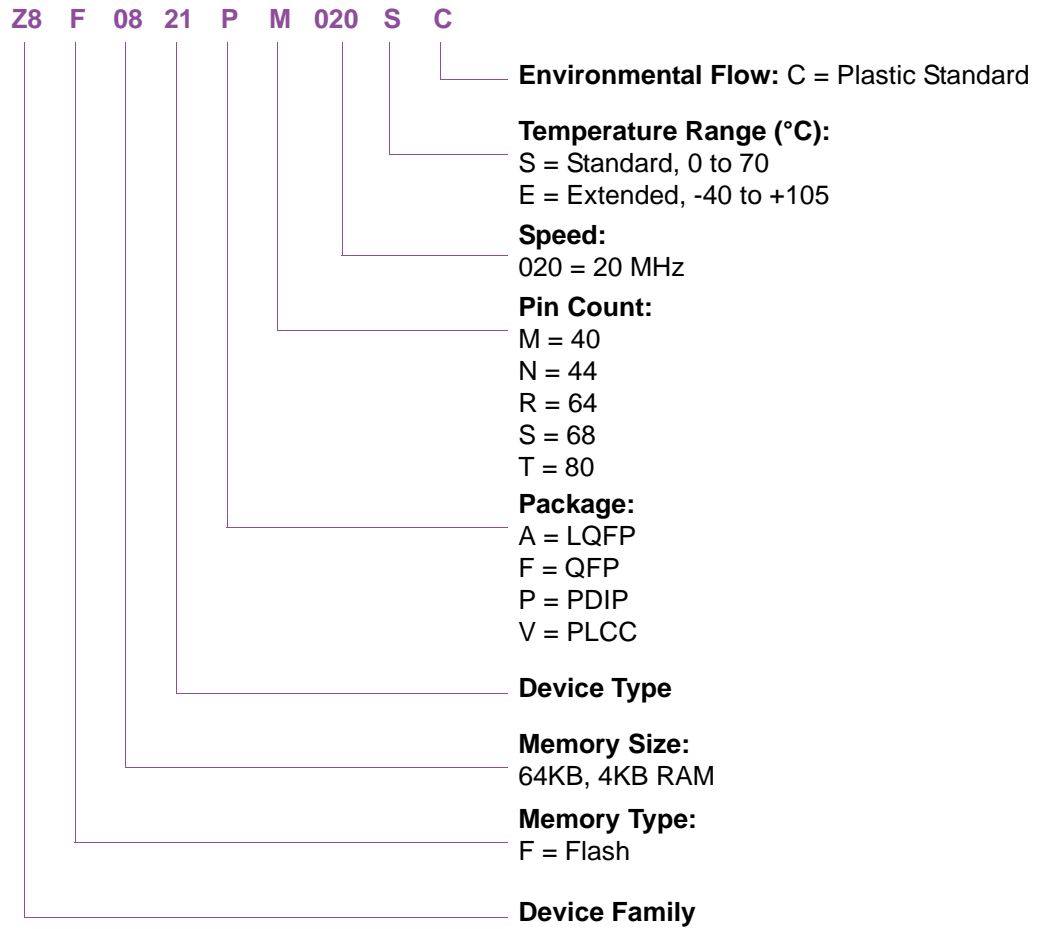 Z8 F 08 21 P M 020 S C
Environmental Flow: C = Plastic Standard
Temperature Range (°C):
S = Standard, 0 to 70
E = Extended, -40 to +105
Speed:
020 = 20 MHz
Pin Count:
M = 40
N = 44
R = 64
S = 68
T = 80
Package:
A = LQFP
F = QFP
P = PDIP
V = PLCC
Device Type
Memory Size:
64KB, 4KB RAM
Memory Type:
F = Flash
Device Family